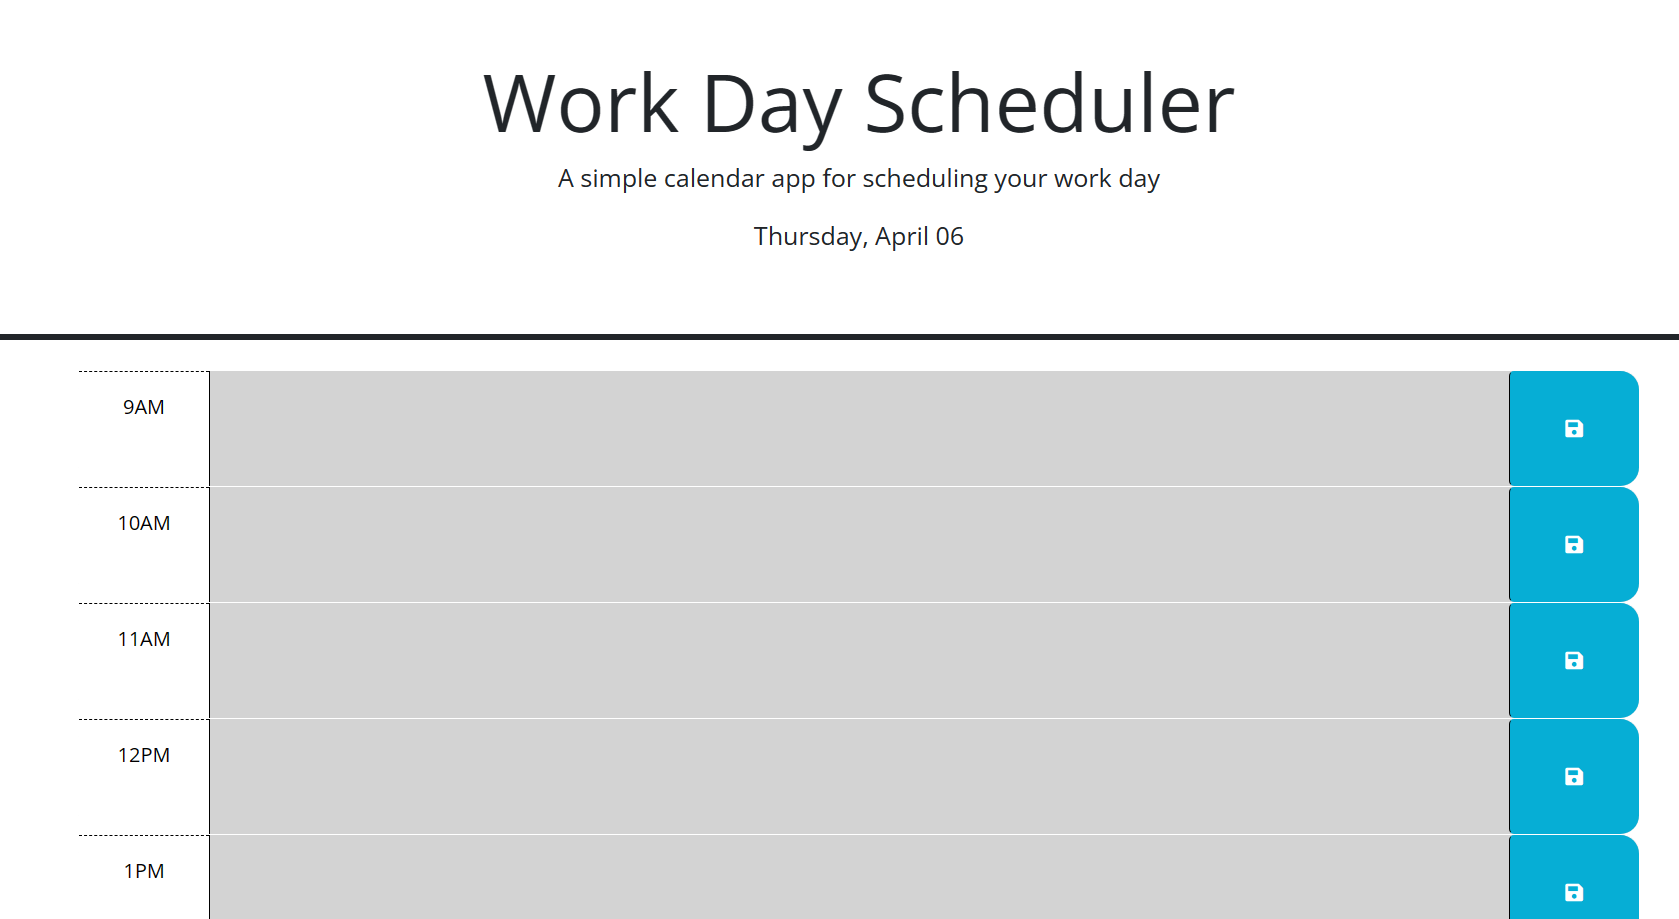 Work Day Scheduler
A simple calendar app for scheduling your work day
Thursday, April 06
9AM
10AM
11AM
12PM
1PM